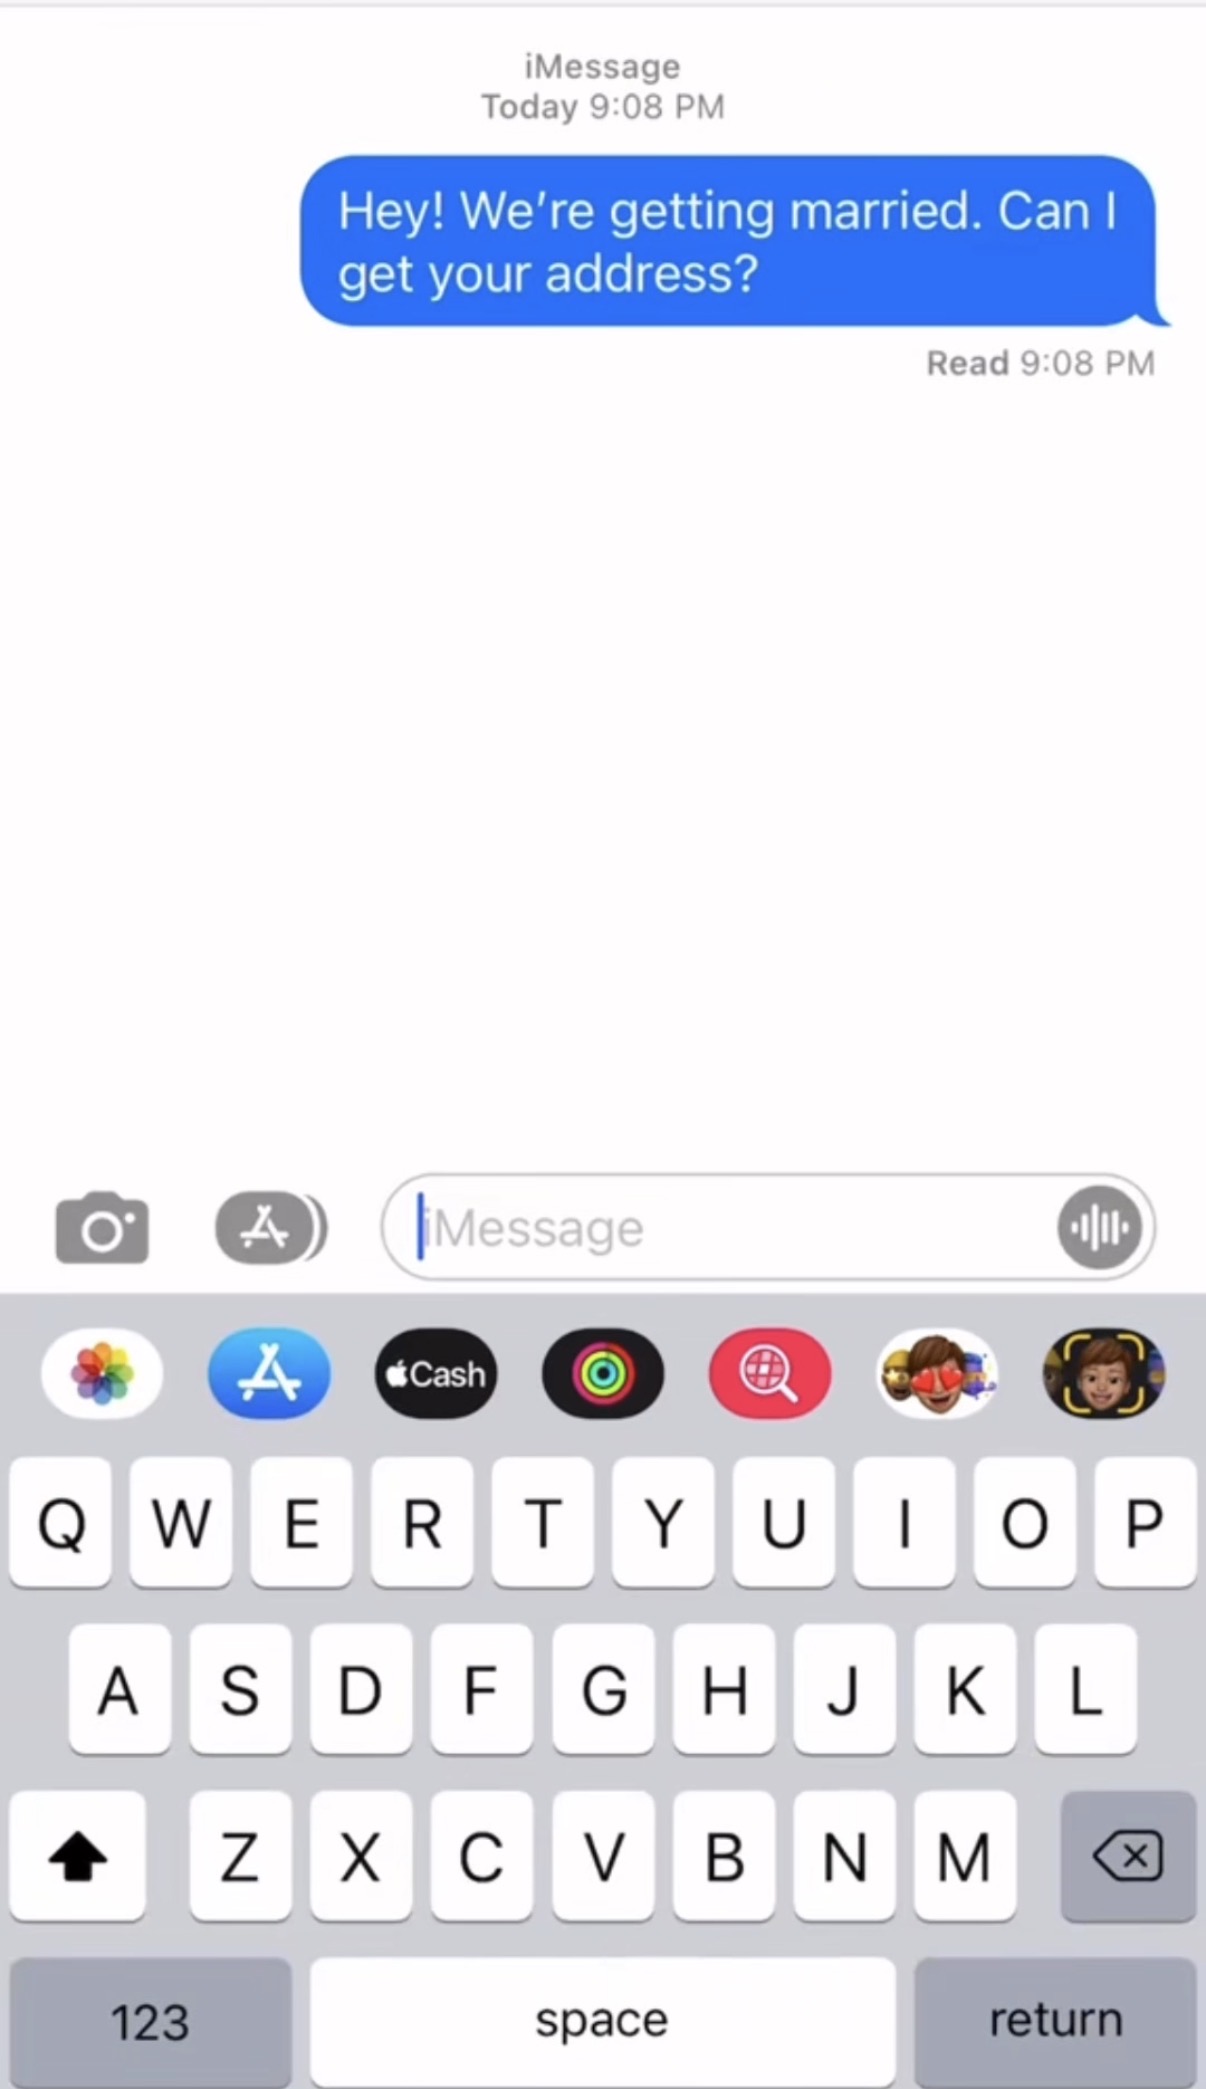 iMessage
Today 9:08 PM
Hey! We’re getting married. Can I
get your address?
Read 9:08 PM
iMessage
Cash
Q W E R T Y U I O P
A S D F G H J K L
Z X C V B N M
123 space return